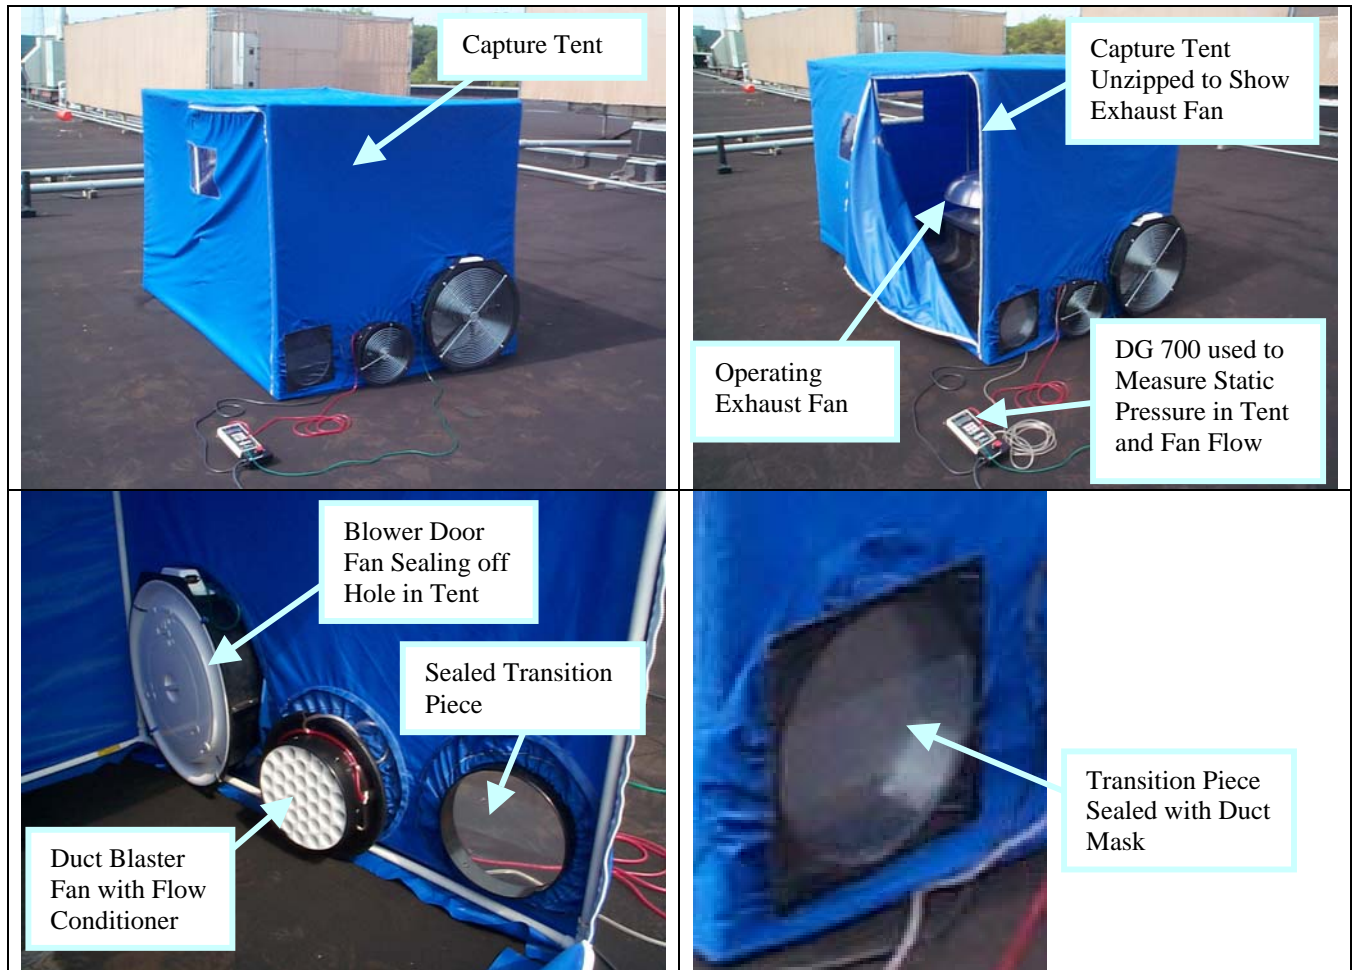 Capture Tent
Capture Tent
Unzipped to Show
Exhaust Fan
Operating
Exhaust Fan
DG 700 used to
Measure Static
Pressure in Tent
and Fan Flow
Blower Door
Fan Sealing off
Hole in Tent
Sealed Transition
Piece
Duct Blaster
Fan with Flow
Conditioner
Transition Piece
Sealed with Duct
Mask